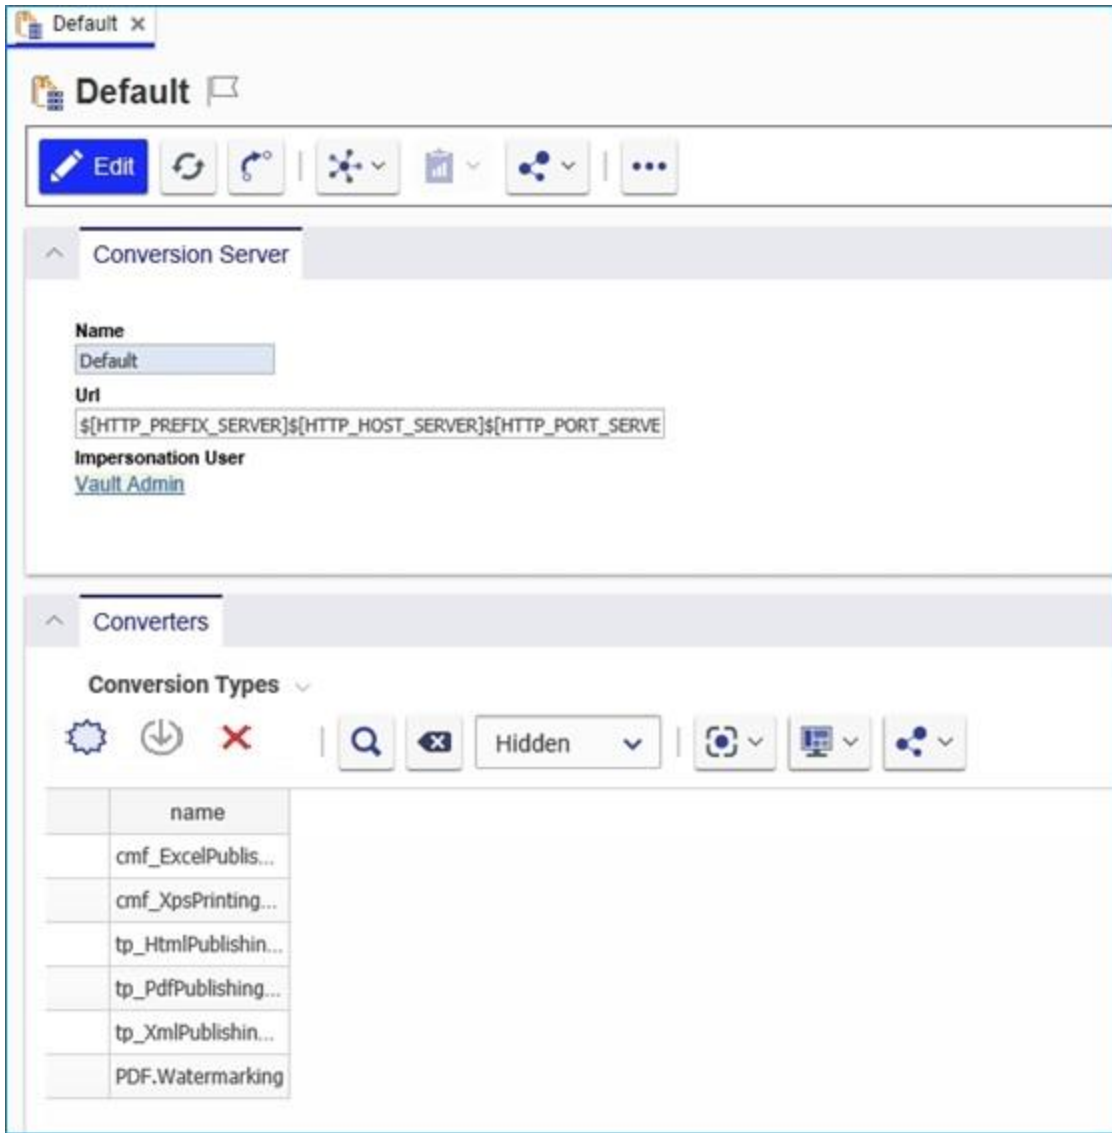 Default ×
Default
Edit
Conversion Server
Name
Default
Url
$[HTTP_PREFIX_SERVER]$[HTTP_HOST_SERVER]$[HTTP_PORT_SERVE
Impersonation User
Vault Admin
Converters
Conversion Types
Hidden
name
cmf_ExcelPublis...
cmf_XpsPrinting...
tp_HtmlPublishin...
tp_PdfPublishing...
tp_XmlPublishin...
PDF.Watermarking